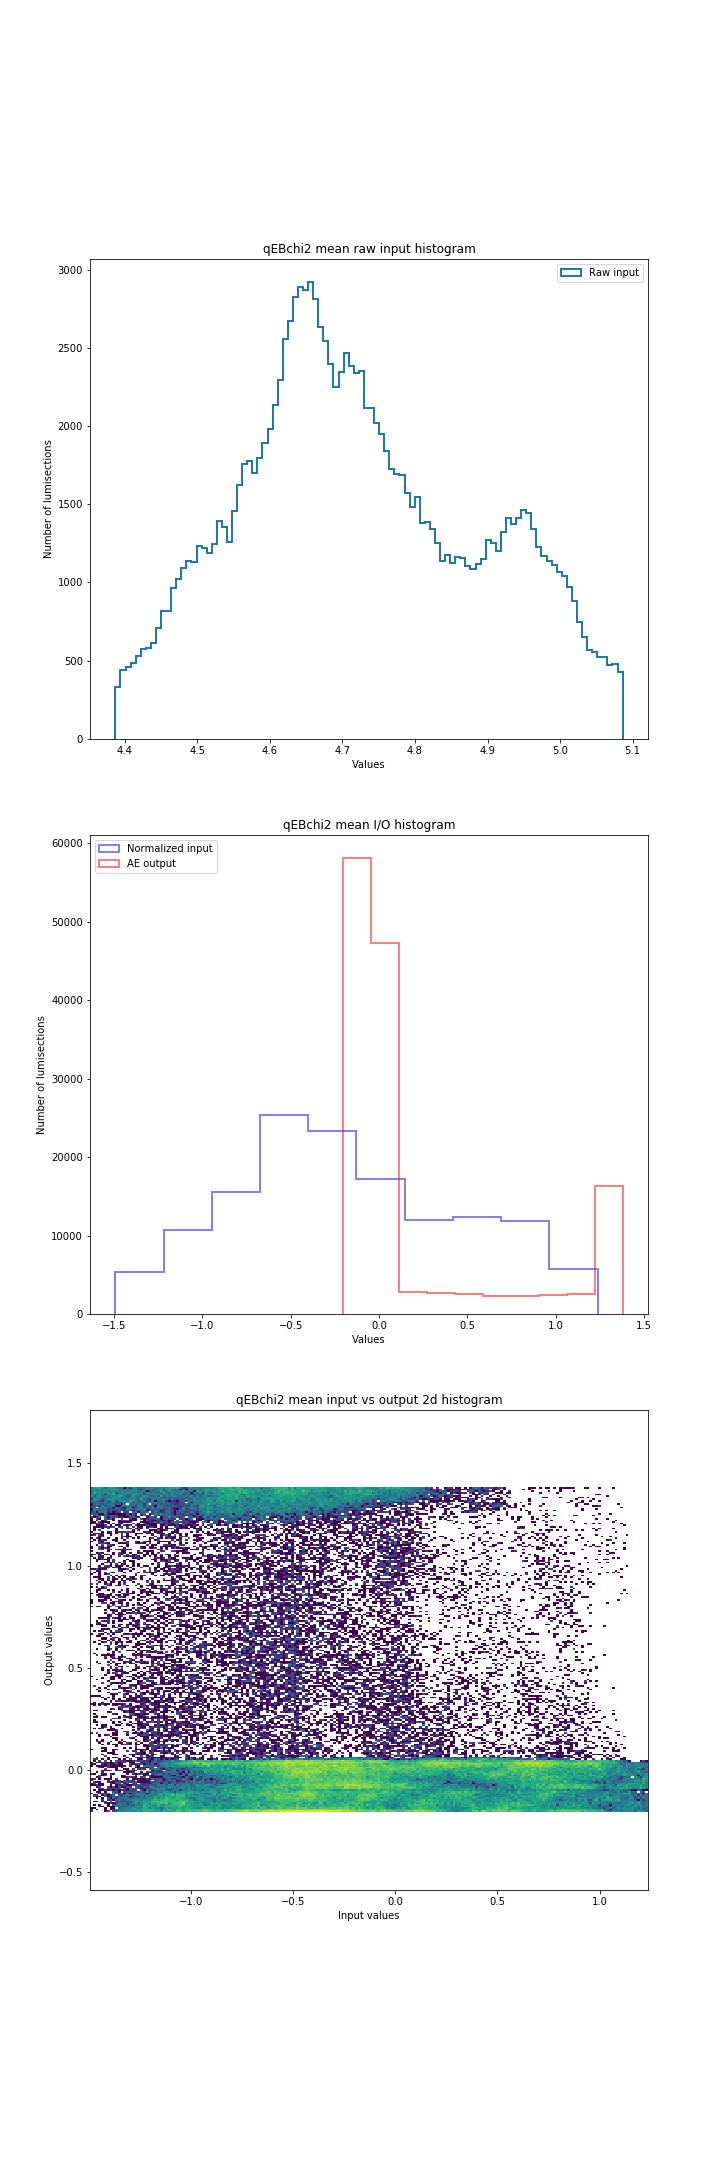 qEBchi2 mean raw input histogram
Raw input
3000
2500
2000
1500
1000
500
0
Number of lumisections
4.4 4.5 4.6 4.7 4.8 4.9 5.0 5.1
Values
qEBchi2 mean I/O histogram
Normalized input
AE output
60000
50000
40000
30000
20000
10000
0
Number of lumisections
−1.5 −1.0 −0.5 0.0 0.5 1.0 1.5
Values
qEBchi2 mean input vs output 2d histogram
1.5
1.0
0.5
0.0
−0.5
Output values
−1.0 −0.5 0.0 0.5 1.0
Input values